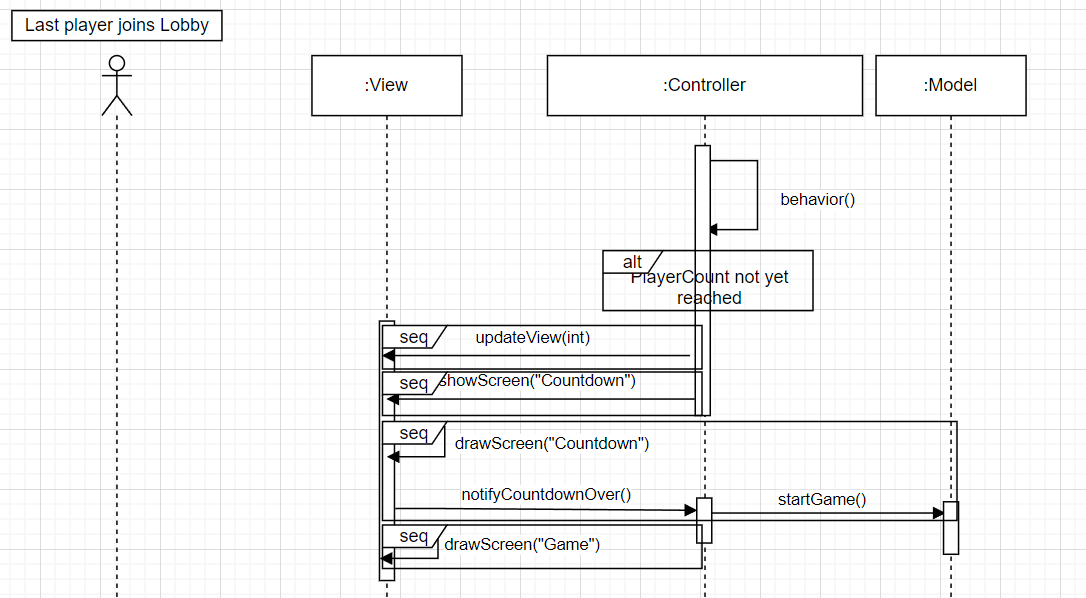 Last player joins Lobby
:View
:Controller
:Model
behavior()
alt
PlayerCount not yet
reached
seq
updateView(int)
seq
showScreen("Countdown")
seq
drawScreen("Countdown")
notifyCountdownOver()
startGame()
seq
drawScreen("Game")